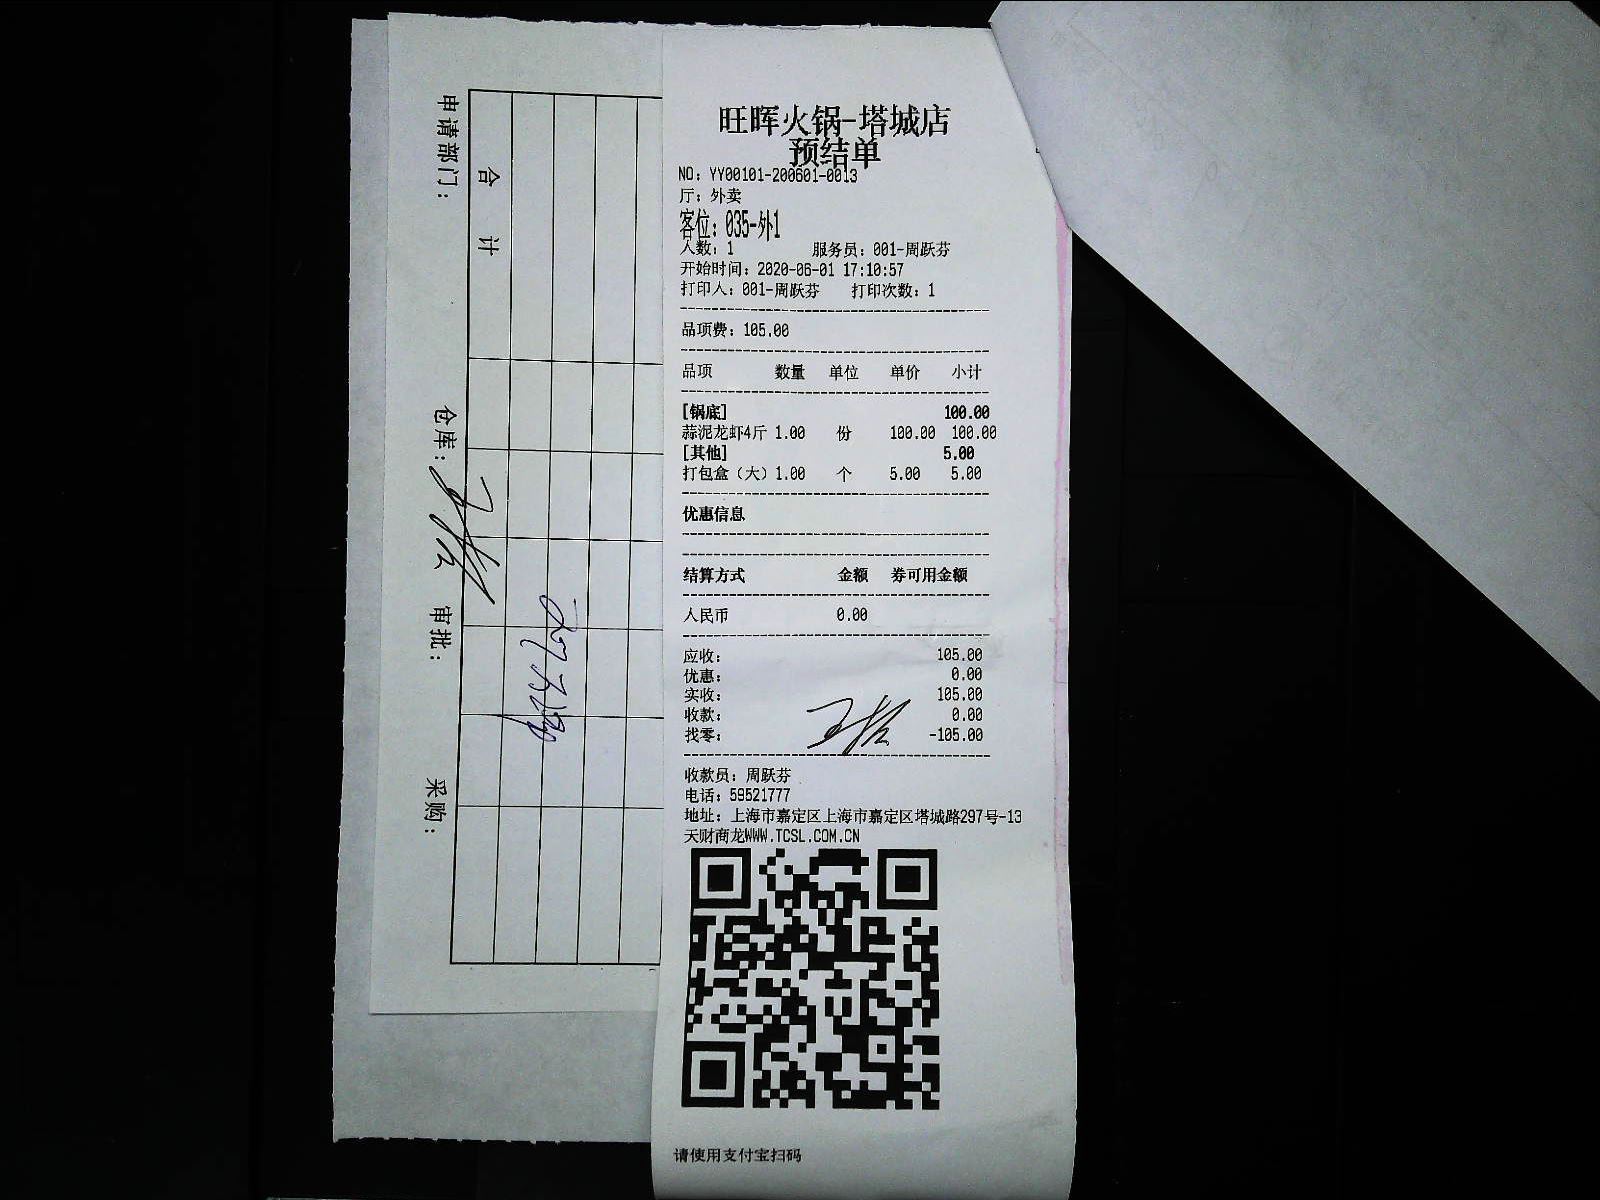 旺晖火锅-塔城店
预结单
NO: YY00101-200601-0013
厅: 外卖
客位: 035-外1
人数: 1 服务员: 001-周跃芬
开始时间: 2020-06-01 17:10:57
打印人: 001-周跃芬 打印次数: 1
品项费: 105.00
品项 数量 单位 单价 小计
[锅底] 100.00
蒜泥龙虾4斤 1.00 份 100.00 100.00
[其他] 5.00
打包盒（大） 1.00 个 5.00 5.00
优惠信息
结算方式 金额 券可用金额
人民币 0.00
应收: 105.00
优惠: 0.00
实收: 105.00
收款: 0.00
找零: -105.00
收款员: 周跃芬
电话: 59521777
地址: 上海市嘉定区上海市嘉定区塔城路297号-13
天财商龙WWW.TCSL.COM.CN
请使用支付宝扫码
合 计
申请部门: 仓库: 审批: 采购: